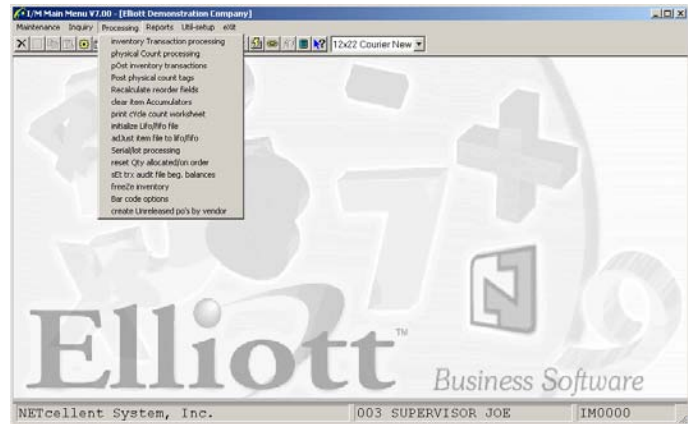 I/M Main Menu V7.00 - [Elliott Demonstration Company]
Maintenance Inquiry Processing Reports Util-setup eXit
12x22 Courier New
inventory Transaction processing
physical Count processing
pOst inventory transactions
Post physical count tags
Recalculate reorder fields
clear item Accumulators
print cYcle count worksheet
initialize Lifo/fifo file
adJust item file to lifo/fifo
Serial/lot processing
reset Qty allocated/on order
sEt trx audit file beg. balances
freeZe inventory
Bar code options
create Unreleased po's by vendor
Elliott™
Business Software
NETcellent System, Inc. 003 SUPERVISOR JOE IM0000